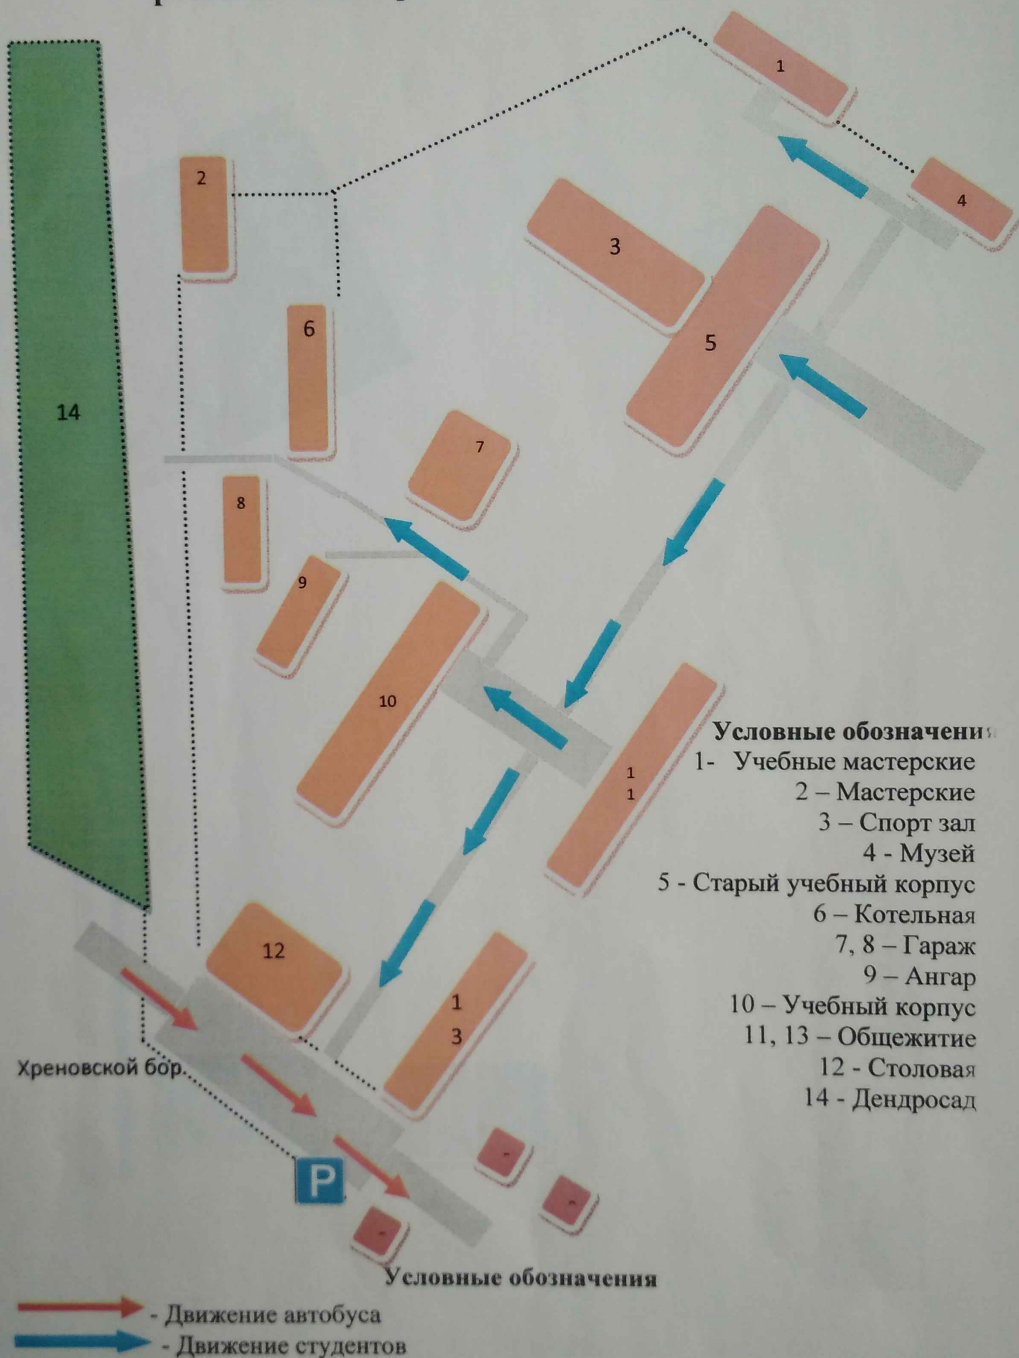 1
2
4
3
5
6
14
7
8
9
10
1
1
12
1
3
Условные обозначения
1- Учебные мастерские
2 – Мастерские
3 – Спорт зал
4 - Музей
5 - Старый учебный корпус
6 – Котельная
7, 8 – Гараж
9 – Ангар
10 – Учебный корпус
11, 13 – Общежитие
12 - Столовая
14 - Дендросад
Хреновской бор
P
Условные обозначения
- Движение автобуса
- Движение студентов